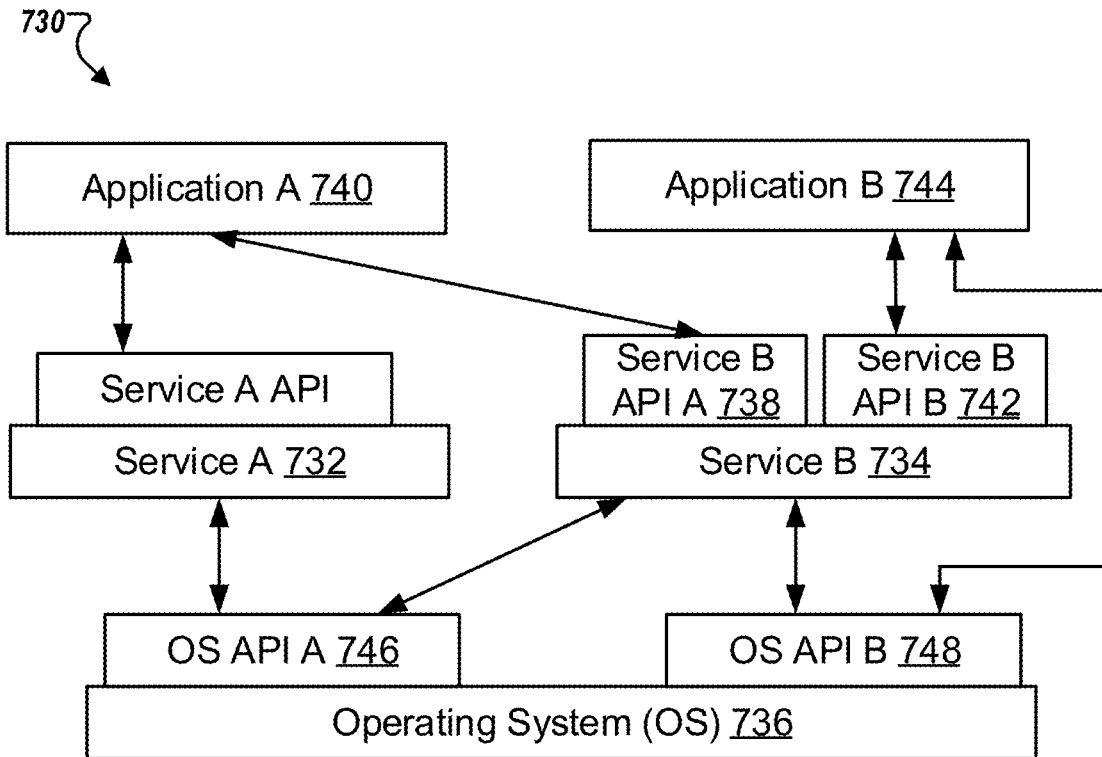 730
Application A 740
Application B 744
Service A API
Service B
API A 738
Service B
API B 742
Service A 732
Service B 734
OS API A 746
OS API B 748
Operating System (OS) 736